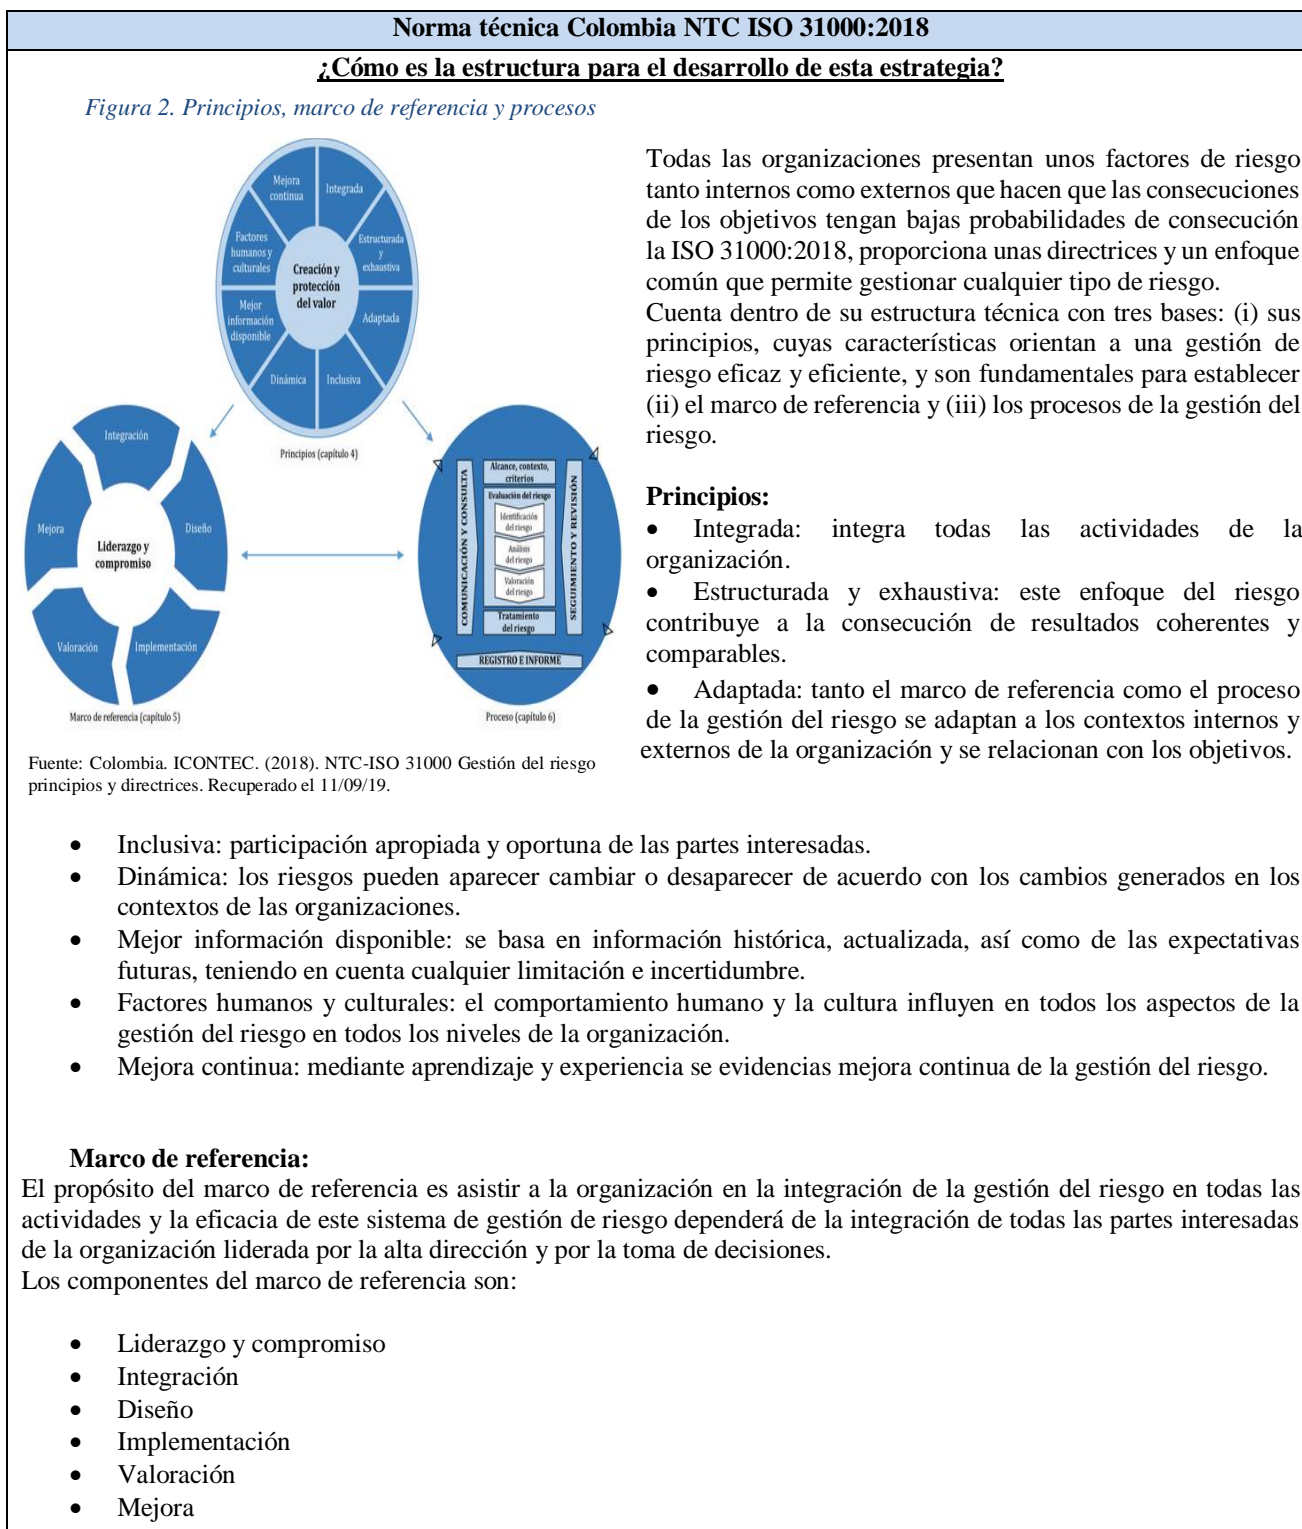 Norma técnica Colombia NTC ISO 31000:2018
¿Cómo es la estructura para el desarrollo de esta estrategia?
Figura 2. Principios, marco de referencia y procesos
Mejora
continua
Integrada
Factores
humanos y
culturales
Estructurada
y
exhaustiva
Creación y
protección
del valor
Mejor
información
disponible
Adaptada
Dinámica
Inclusiva
Principios (capítulo 4)
Integración
Mejora
Diseño
Liderazgo y
compromiso
Valoración
Implementación
Marco de referencia (capítulo 5)
COMUNICACIÓN Y CONSULTA
Alcance, contexto,
criterios
Evaluación del riesgo
Identificación
del riesgo
Análisis
del riesgo
Valoración
del riesgo
Tratamiento
del riesgo
SEGUIMIENTO Y REVISIÓN
REGISTRO E INFORME
Proceso (capítulo 6)
Fuente: Colombia. ICONTEC. (2018). NTC-ISO 31000 Gestión del riesgo
principios y directrices. Recuperado el 11/09/19.
Todas las organizaciones presentan unos factores de riesgo
tanto internos como externos que hacen que las consecuciones
de los objetivos tengan bajas probabilidades de consecución
la ISO 31000:2018, proporciona unas directrices y un enfoque
común que permite gestionar cualquier tipo de riesgo.
Cuenta dentro de su estructura técnica con tres bases: (i) sus
principios, cuyas características orientan a una gestión de
riesgo eficaz y eficiente, y son fundamentales para establecer
(ii) el marco de referencia y (iii) los procesos de la gestión del
riesgo.
Principios:
• Integrada: integra todas las actividades de la
organización.
• Estructurada y exhaustiva: este enfoque del riesgo
contribuye a la consecución de resultados coherentes y
comparables.
• Adaptada: tanto el marco de referencia como el proceso
de la gestión del riesgo se adaptan a los contextos internos y
externos de la organización y se relacionan con los objetivos.
• Inclusiva: participación apropiada y oportuna de las partes interesadas.
• Dinámica: los riesgos pueden aparecer cambiar o desaparecer de acuerdo con los cambios generados en los
contextos de las organizaciones.
• Mejor información disponible: se basa en información histórica, actualizada, así como de las expectativas
futuras, teniendo en cuenta cualquier limitación e incertidumbre.
• Factores humanos y culturales: el comportamiento humano y la cultura influyen en todos los aspectos de la
gestión del riesgo en todos los niveles de la organización.
• Mejora continua: mediante aprendizaje y experiencia se evidencias mejora continua de la gestión del riesgo.
Marco de referencia:
El propósito del marco de referencia es asistir a la organización en la integración de la gestión del riesgo en todas las
actividades y la eficacia de este sistema de gestión de riesgo dependerá de la integración de todas las partes interesadas
de la organización liderada por la alta dirección y por la toma de decisiones.
Los componentes del marco de referencia son:
• Liderazgo y compromiso
• Integración
• Diseño
• Implementación
• Valoración
• Mejora